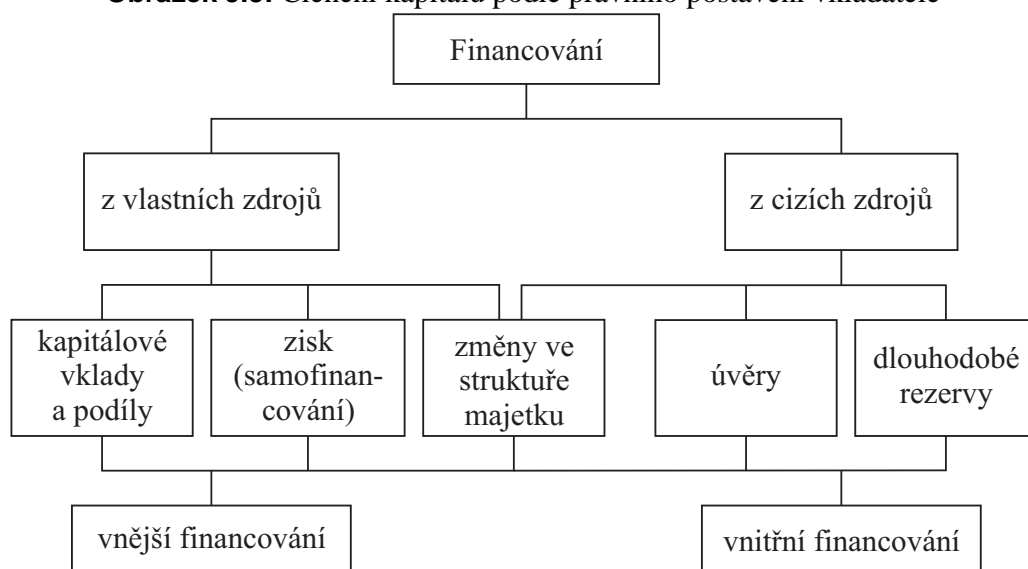 Financování
z vlastních zdrojů
z cizích zdrojů
kapitálové
vklady
a podíly
zisk
(samofinan-
cování)
změny ve
struktuře
majetku
úvěry
dlouhodobé
rezervy
vnější financování
vnitřní financování